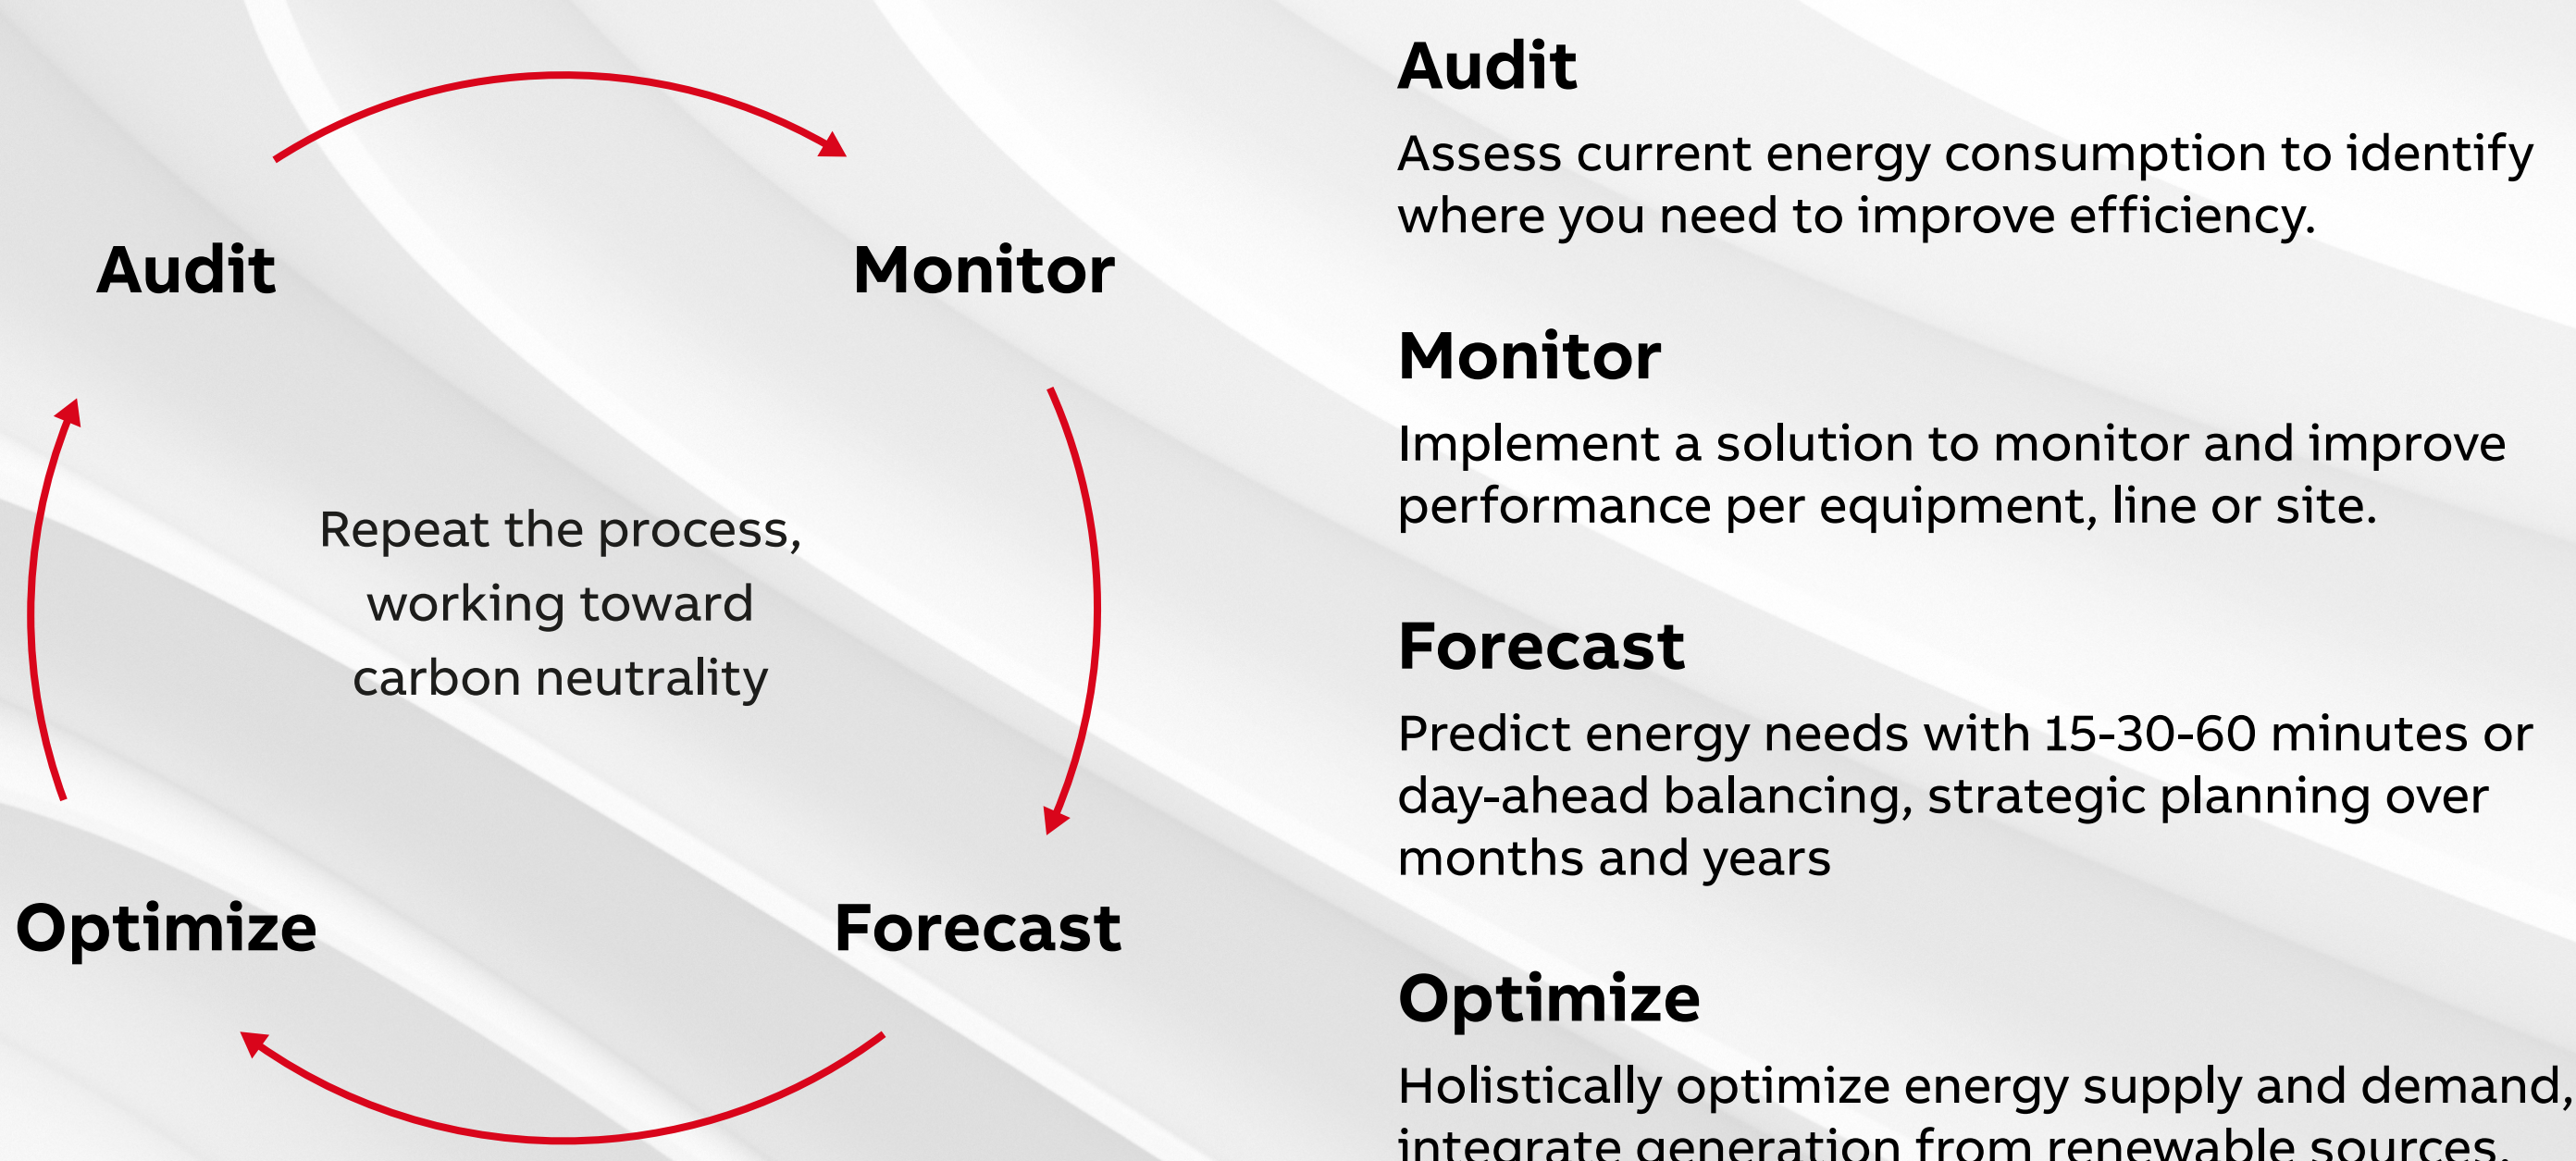 Audit
Monitor
Repeat the process,
working toward
carbon neutrality
Optimize
Forecast
Audit
Assess current energy consumption to identify
where you need to improve efficiency.
Monitor
Implement a solution to monitor and improve
performance per equipment, line or site.
Forecast
Predict energy needs with 15-30-60 minutes or
day-ahead balancing, strategic planning over
months and years
Optimize
Holistically optimize energy supply and demand,
integrate generation from renewable sources.